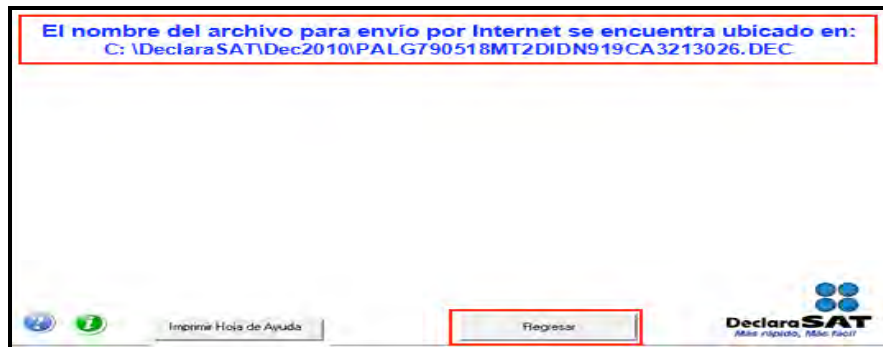 El nombre del archivo para envío por Internet se encuentra ubicado en:
C: \DeclaraSAT\Dec2010\PALG790518MT2DIDN919CA3213026.DEC
Imprimir Hoja de Ayuda
Regresar
DeclaraSAT
Más rápido, Más fácil